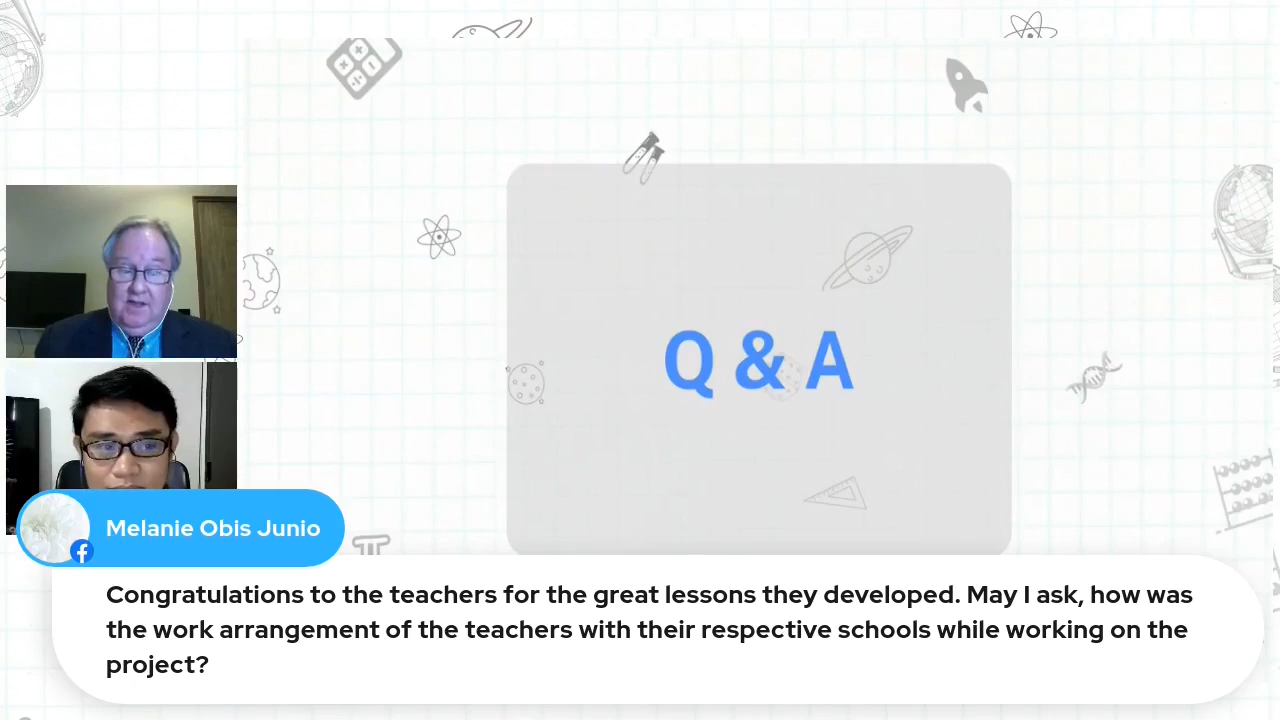 Q & A
Melanie Obis Junio
Congratulations to the teachers for the great lessons they developed. May I ask, how was
the work arrangement of the teachers with their respective schools while working on the
project?